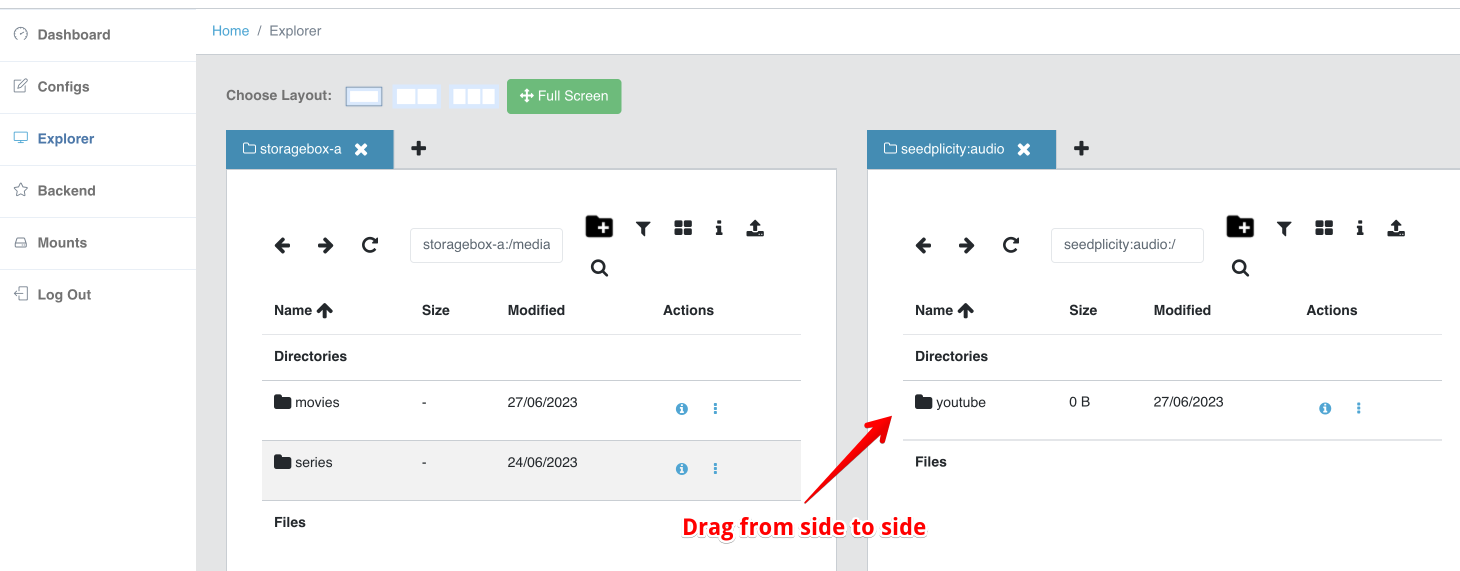 Dashboard
Configs
Explorer
Backend
Mounts
Log Out
Home / Explorer
Choose Layout: Full Screen
storagebox-a
storagebox-a:/media
Name Size Modified Actions
Directories
movies - 27/06/2023
series - 24/06/2023
Files
seedplicity:audio
seedplicity:audio:/
Name Size Modified Actions
Directories
youtube 0 B 27/06/2023
Files
Drag from side to side